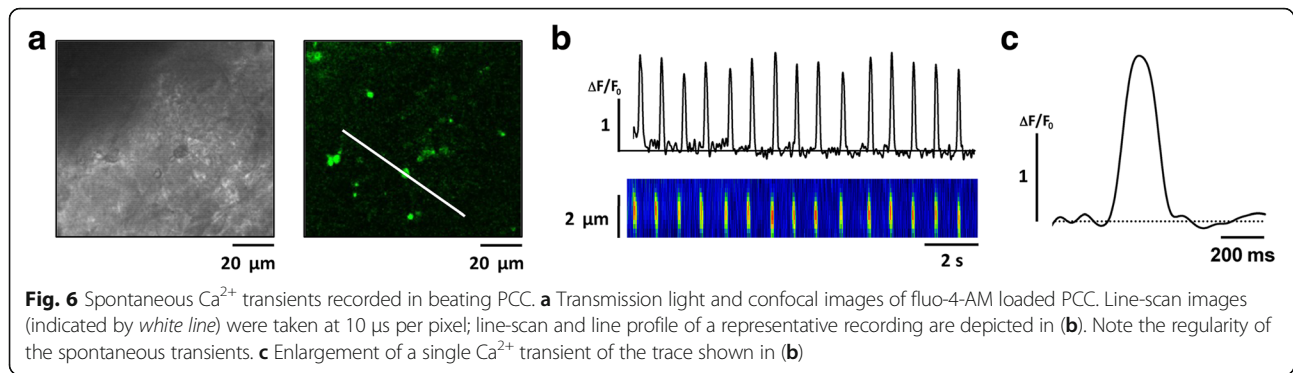 a
b
c
ΔF/F0
1
ΔF/F0
1
2 μm
20 μm
20 μm
2 s
200 ms
Fig. 6 Spontaneous Ca2+ transients recorded in beating PCC. a Transmission light and confocal images of fluo-4-AM loaded PCC. Line-scan images
(indicated by white line) were taken at 10 μs per pixel; line-scan and line profile of a representative recording are depicted in (b). Note the regularity of
the spontaneous transients. c Enlargement of a single Ca2+ transient of the trace shown in (b)